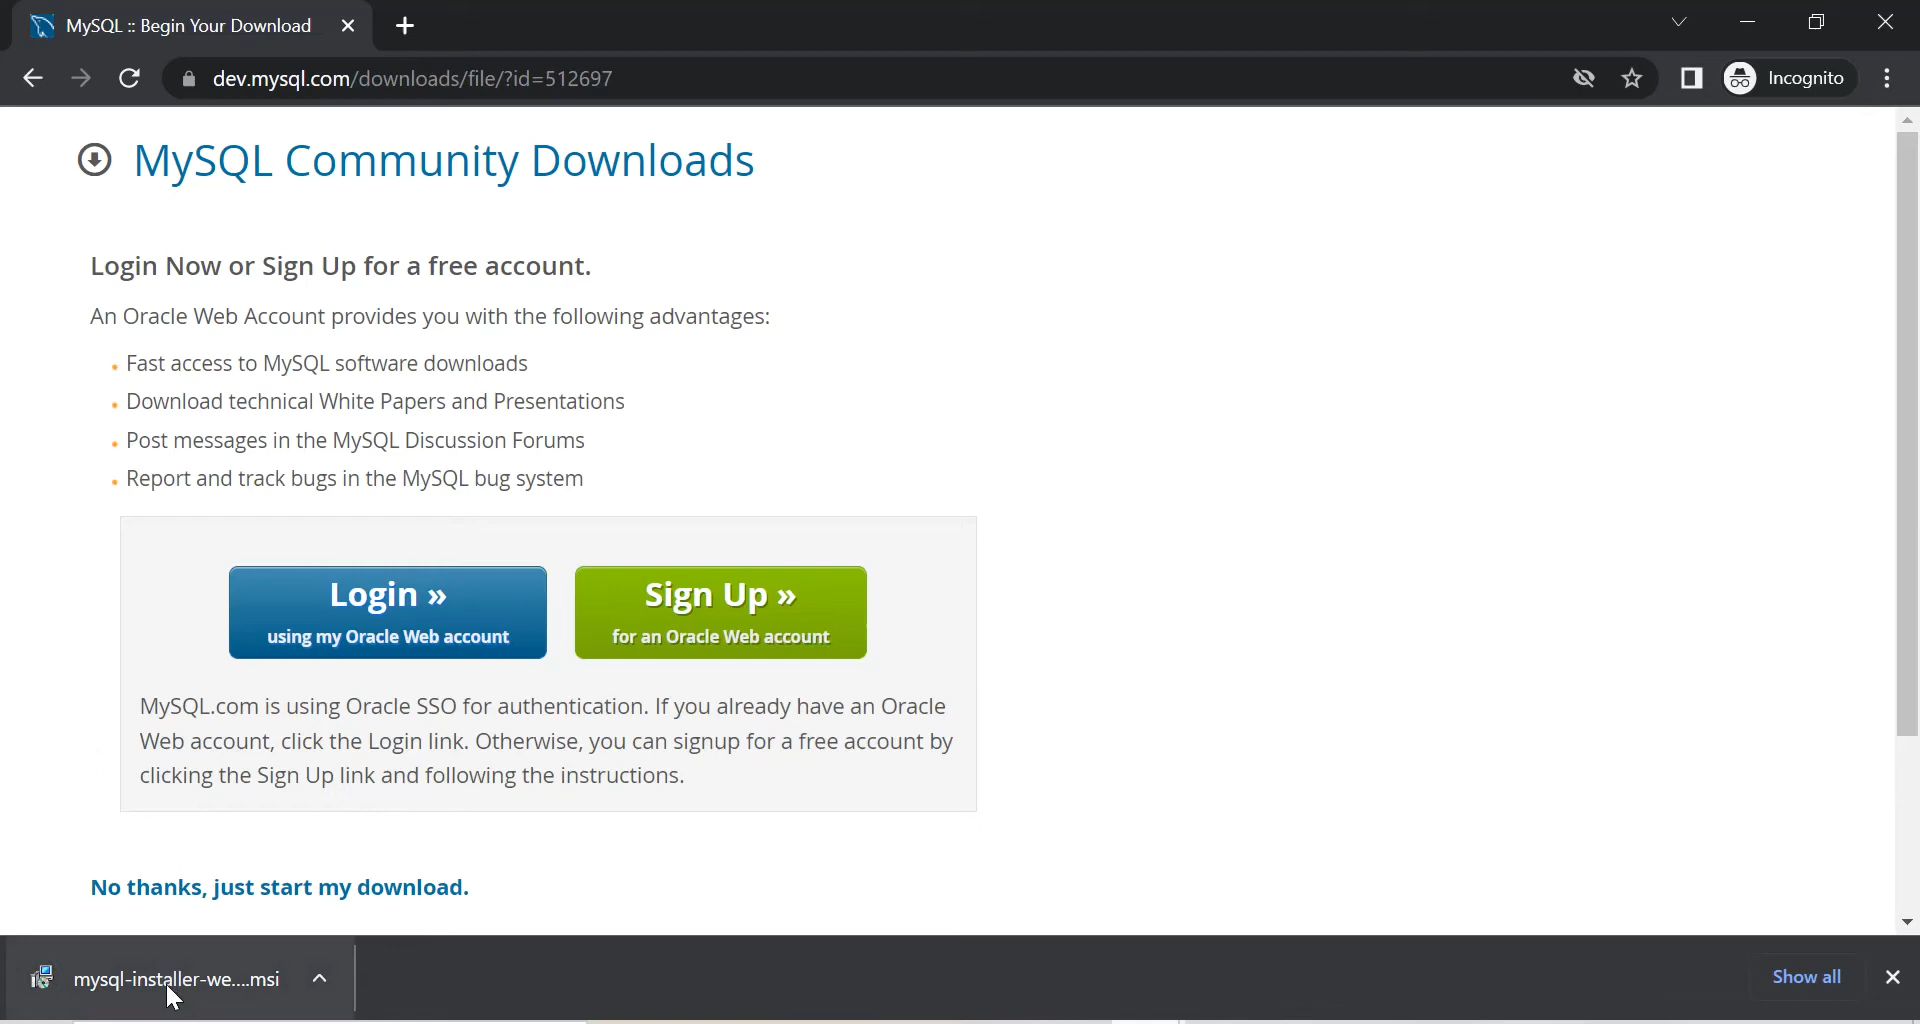 MySQL :: Begin Your Download
dev.mysql.com/downloads/file/?id=512697
Incognito
MySQL Community Downloads
Login Now or Sign Up for a free account.
An Oracle Web Account provides you with the following advantages:
Fast access to MySQL software downloads
Download technical White Papers and Presentations
Post messages in the MySQL Discussion Forums
Report and track bugs in the MySQL bug system
Login »
using my Oracle Web account
Sign Up »
for an Oracle Web account
MySQL.com is using Oracle SSO for authentication. If you already have an Oracle
Web account, click the Login link. Otherwise, you can signup for a free account by
clicking the Sign Up link and following the instructions.
No thanks, just start my download.
mysql-installer-we....msi
Show all